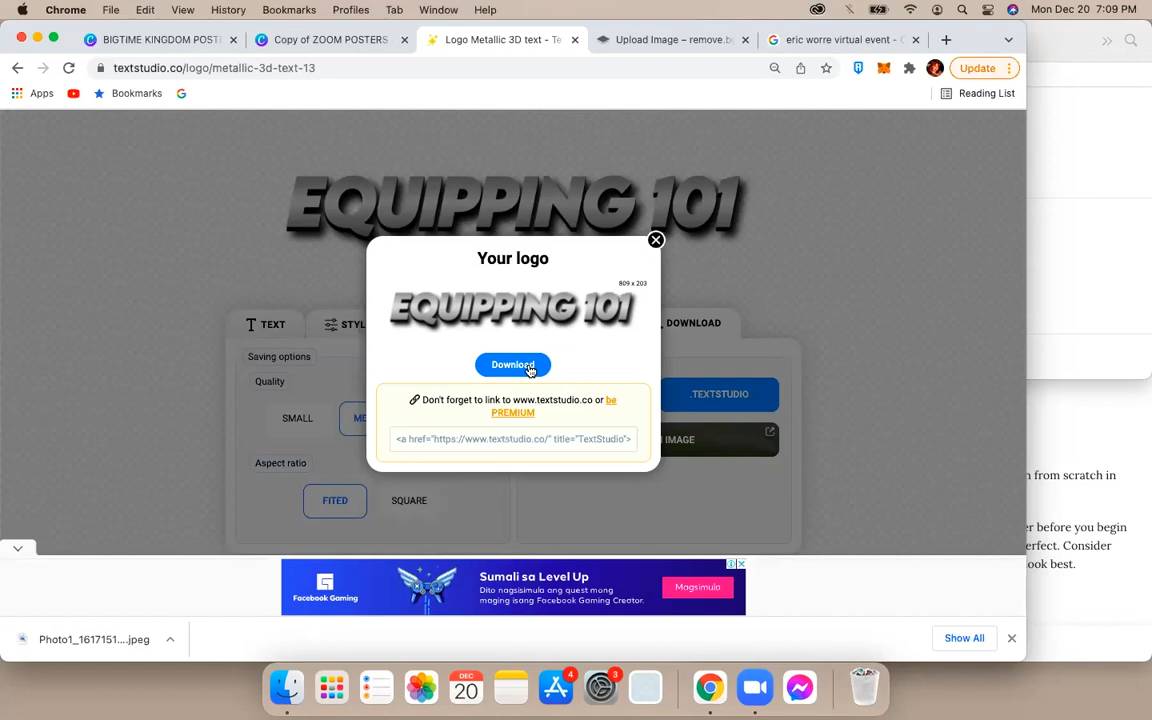 Chrome File Edit View History Bookmarks Profiles Tab Window Help Mon Dec 20 7:09 PM
BIGTIME KINGDOM POST Copy of ZOOM POSTERS Logo Metallic 3D text - Te Upload Image – remove.bg eric worre virtual event - G
textstudio.co/logo/metallic-3d-text-13 Update
Apps Bookmarks Reading List
EQUIPPING 101
Your logo
809 x 203
EQUIPPING 101
TEXT STYL DOWNLOAD
Saving options
Quality
Download
SMALL ME .TEXTSTUDIO
Don't forget to link to www.textstudio.co or be
PREMIUM
<a href="https://www.textstudio.co/" title="TextStudio">
N IMAGE
Aspect ratio
FITED SQUARE
n from scratch in
er before you begin
erfect. Consider
ook best.
Facebook Gaming
Sumali sa Level Up
Dito nagsisimula ang quest mong
maging isang Facebook Gaming Creator.
Magsimula
Photo1_1617151....jpeg Show All
4
3
DEC
20